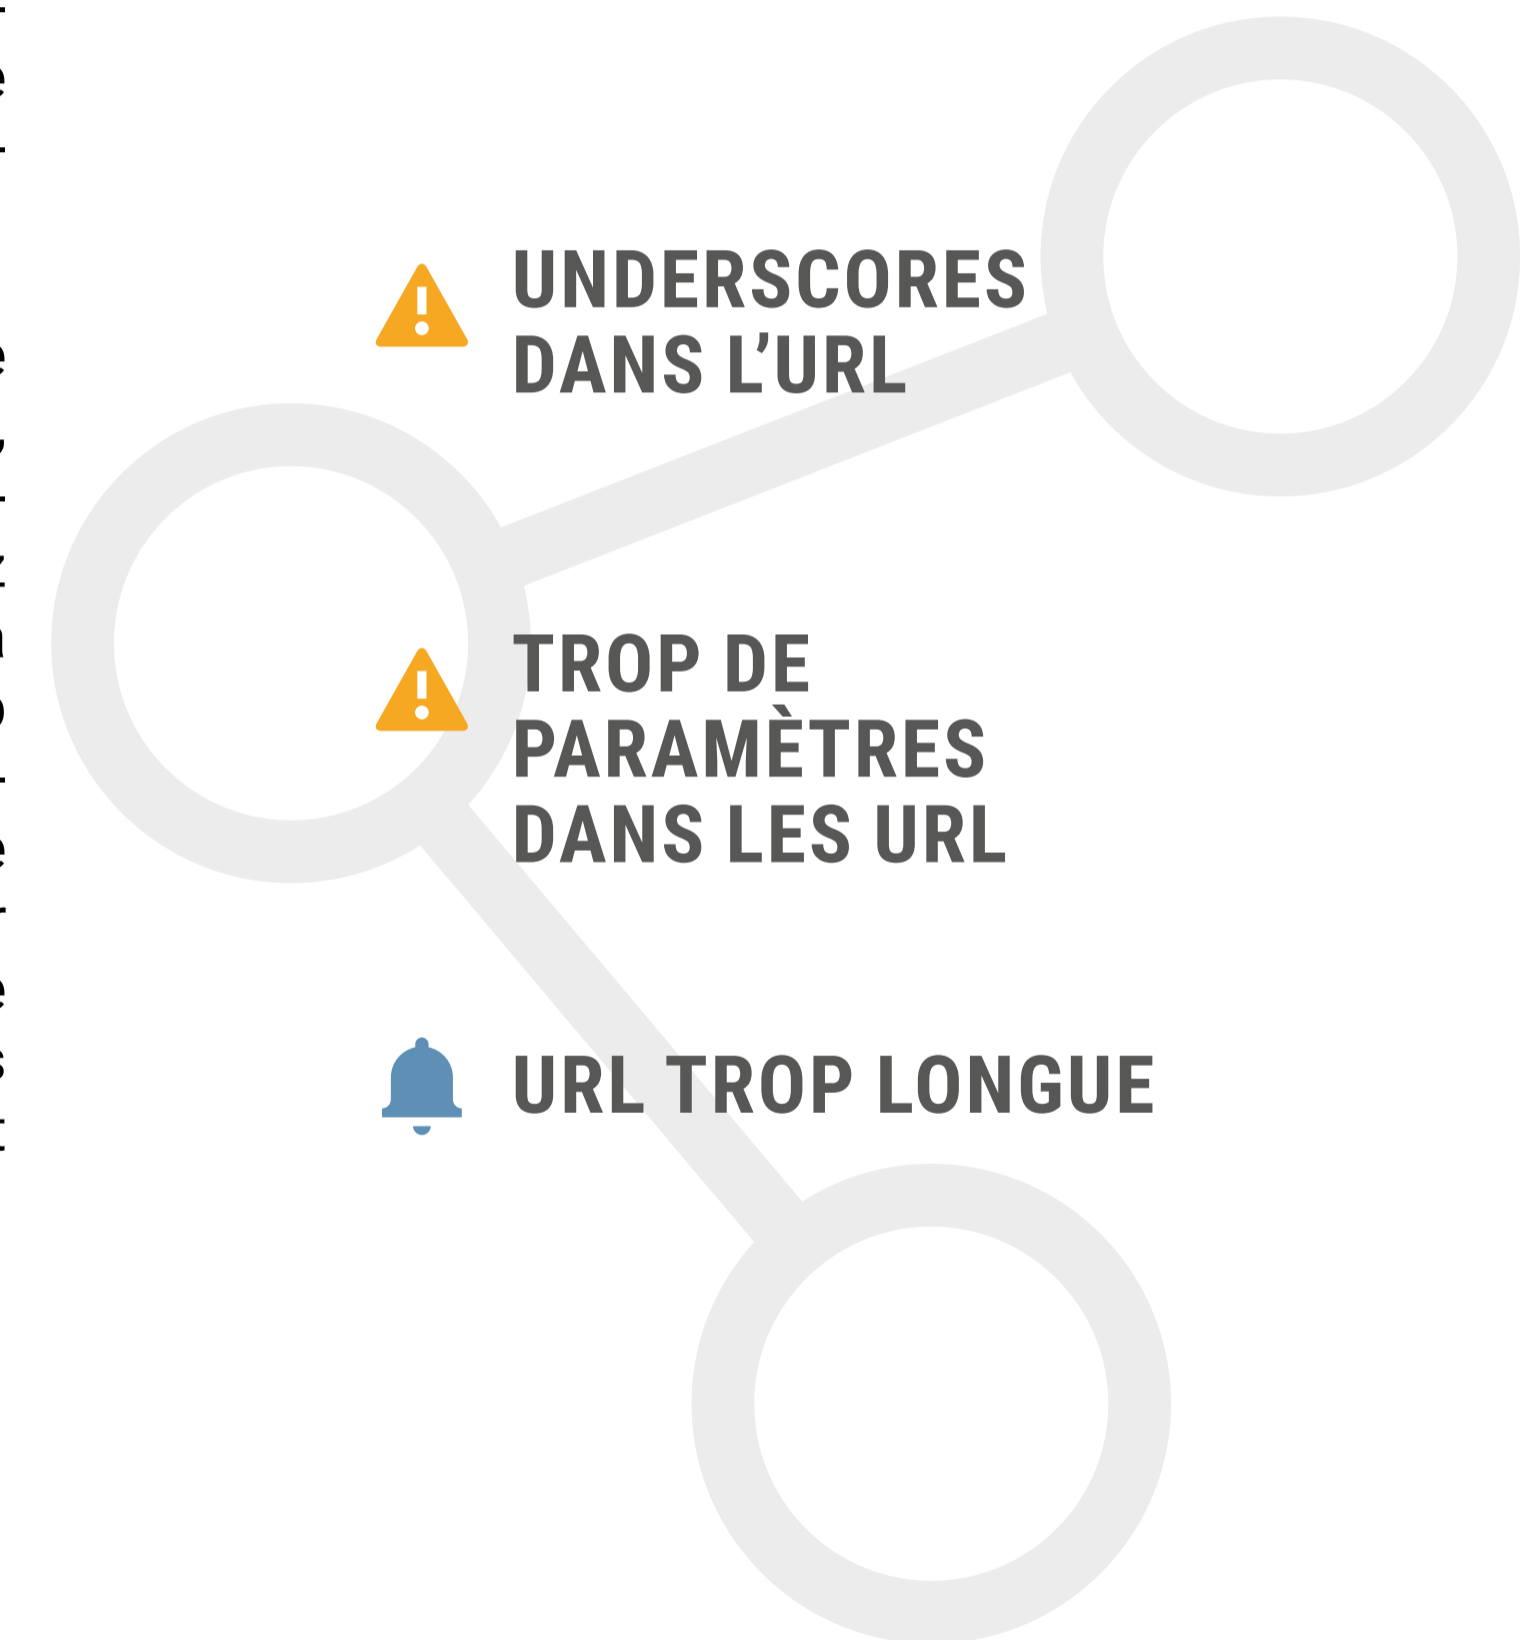 UNDERSCORES
DANS L’URL
TROP DE
PARAMÈTRES
DANS LES URL
URL TROP LONGUE